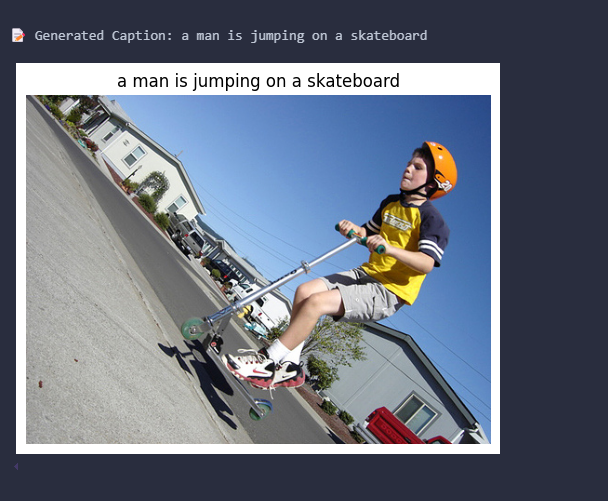 Generated Caption: a man is jumping on a skateboard
a man is jumping on a skateboard